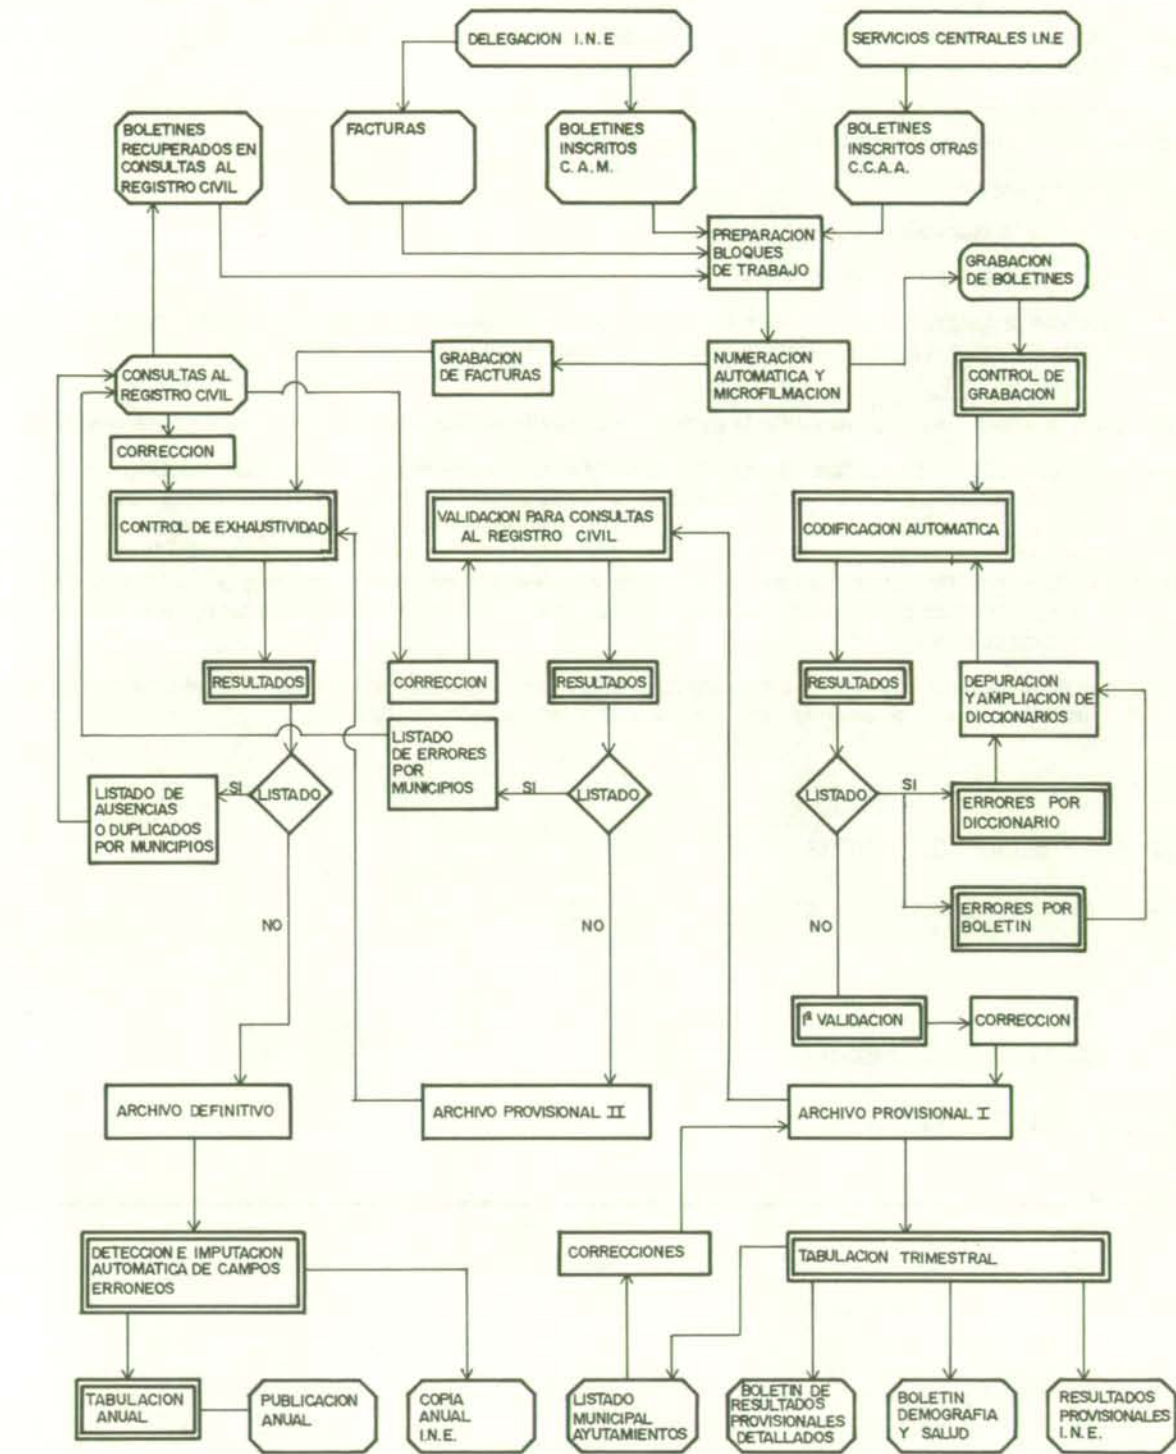 DELEGACION I.N.E
SERVICIOS CENTRALES I.N.E
BOLETINES
RECUPERADOS EN
CONSULTAS AL
REGISTRO CIVIL
FACTURAS
BOLETINES
INSCRITOS
C. A. M.
BOLETINES
INSCRITOS OTRAS
C.C.A.A.
PREPARACION
BLOQUES
DE TRABAJO
GRABACION
DE BOLETINES
CONSULTAS AL
REGISTRO CIVIL
GRABACION
DE FACTURAS
NUMERACION
AUTOMATICA Y
MICROFILMACION
CONTROL DE
GRABACION
CORRECCION
CONTROL DE EXHAUSTIVIDAD
VALIDACION PARA CONSULTAS
AL REGISTRO CIVIL
CODIFICACION AUTOMATICA
RESULTADOS
CORRECCION
RESULTADOS
RESULTADOS
DEPURACION
Y AMPLIACION DE
DICCIONARIOS
LISTADO
DE ERRORES
POR
MUNICIPIOS
LISTADO DE
AUSENCIAS
O DUPLICADOS
POR MUNICIPIOS
SI
LISTADO
SI
LISTADO
LISTADO
SI
ERRORES POR
DICCIONARIO
ERRORES POR
BOLETIN
NO
NO
NO
1ª VALIDACION
CORRECCION
ARCHIVO DEFINITIVO
ARCHIVO PROVISIONAL II
ARCHIVO PROVISIONAL I
DETECCION E IMPUTACION
AUTOMATICA DE CAMPOS
ERRONEOS
CORRECCIONES
TABULACION TRIMESTRAL
TABULACION
ANUAL
PUBLICACION
ANUAL
COPIA
ANUAL
I.N.E.
LISTADO
MUNICIPAL
AYUTAMIENTOS
BOLETIN DE
RESULTADOS
PROVISIONALES
DETALLADOS
BOLETIN
DEMOGRAFIA
Y SALUD
RESULTADOS
PROVISIONALES
I.N.E.